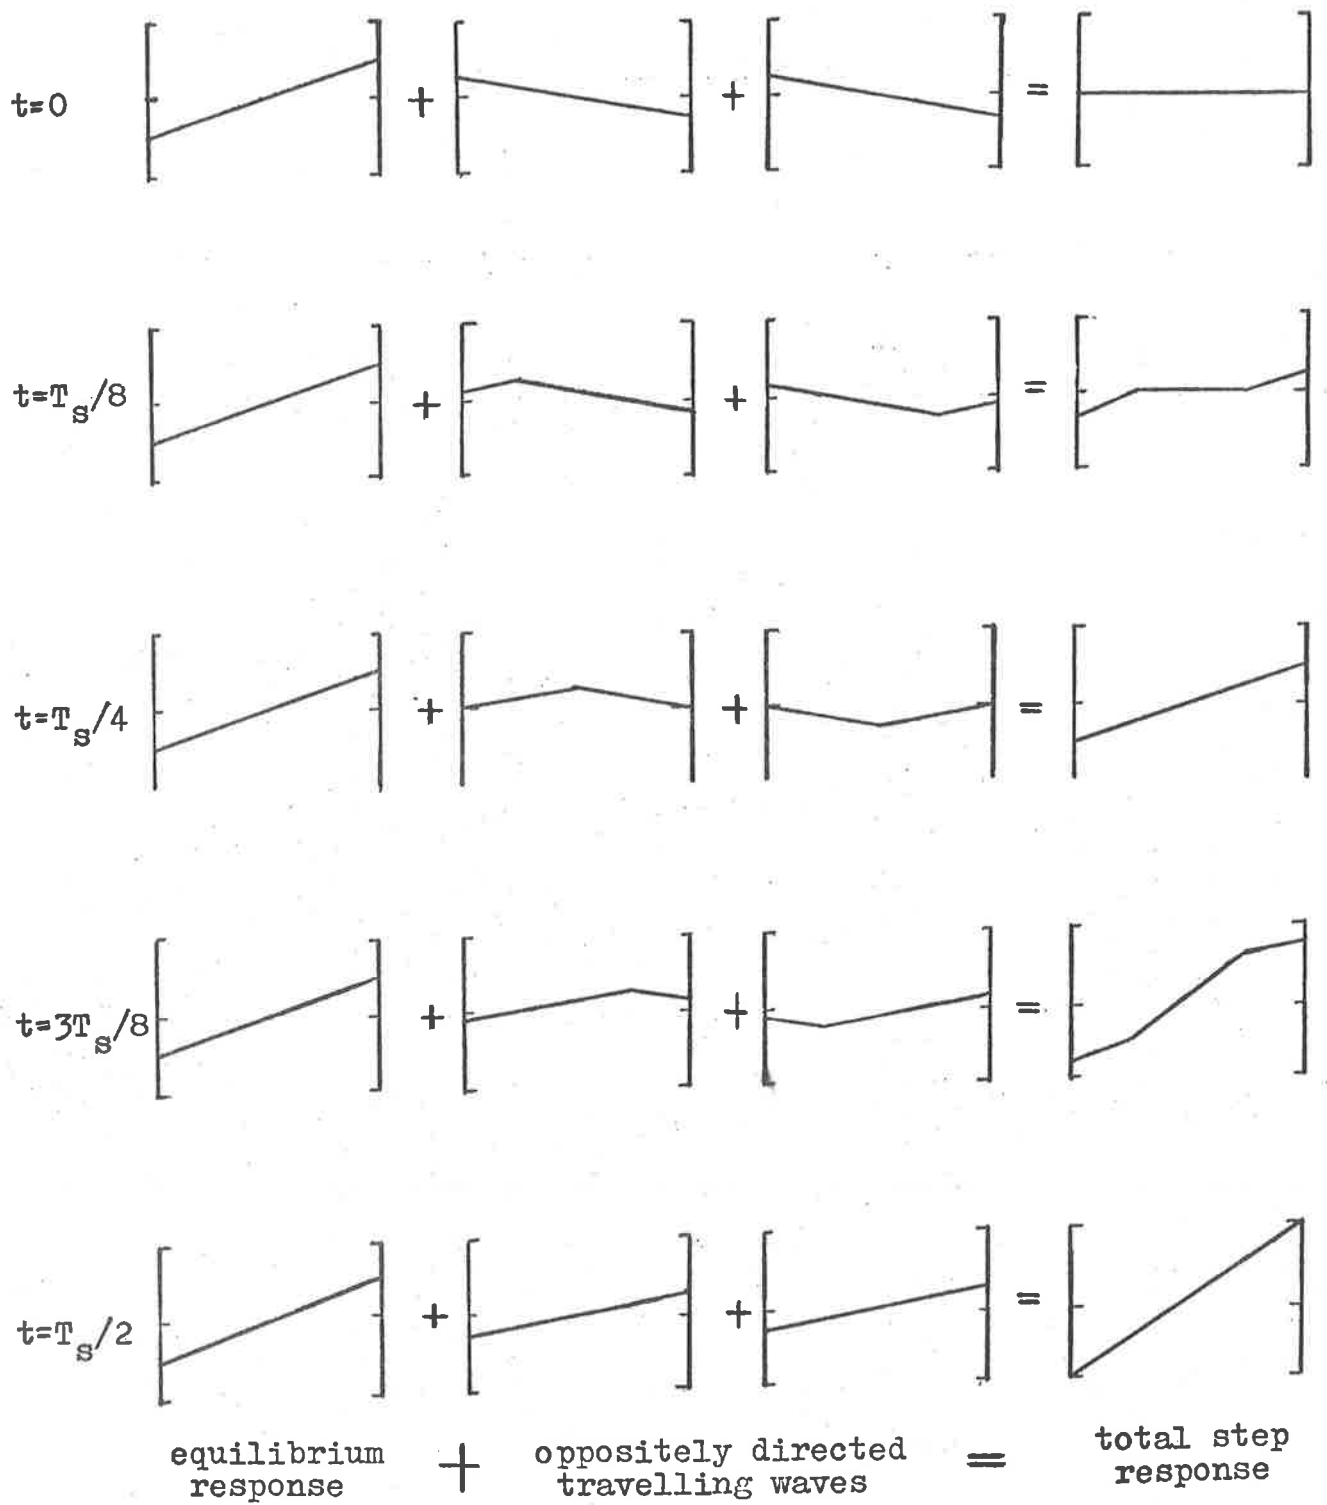 t=0 + + =
t=Ts/8 + + =
t=Ts/4 + + =
t=3Ts/8 + + =
t=Ts/2 + + =
equilibrium response + oppositely directed travelling waves = total step response